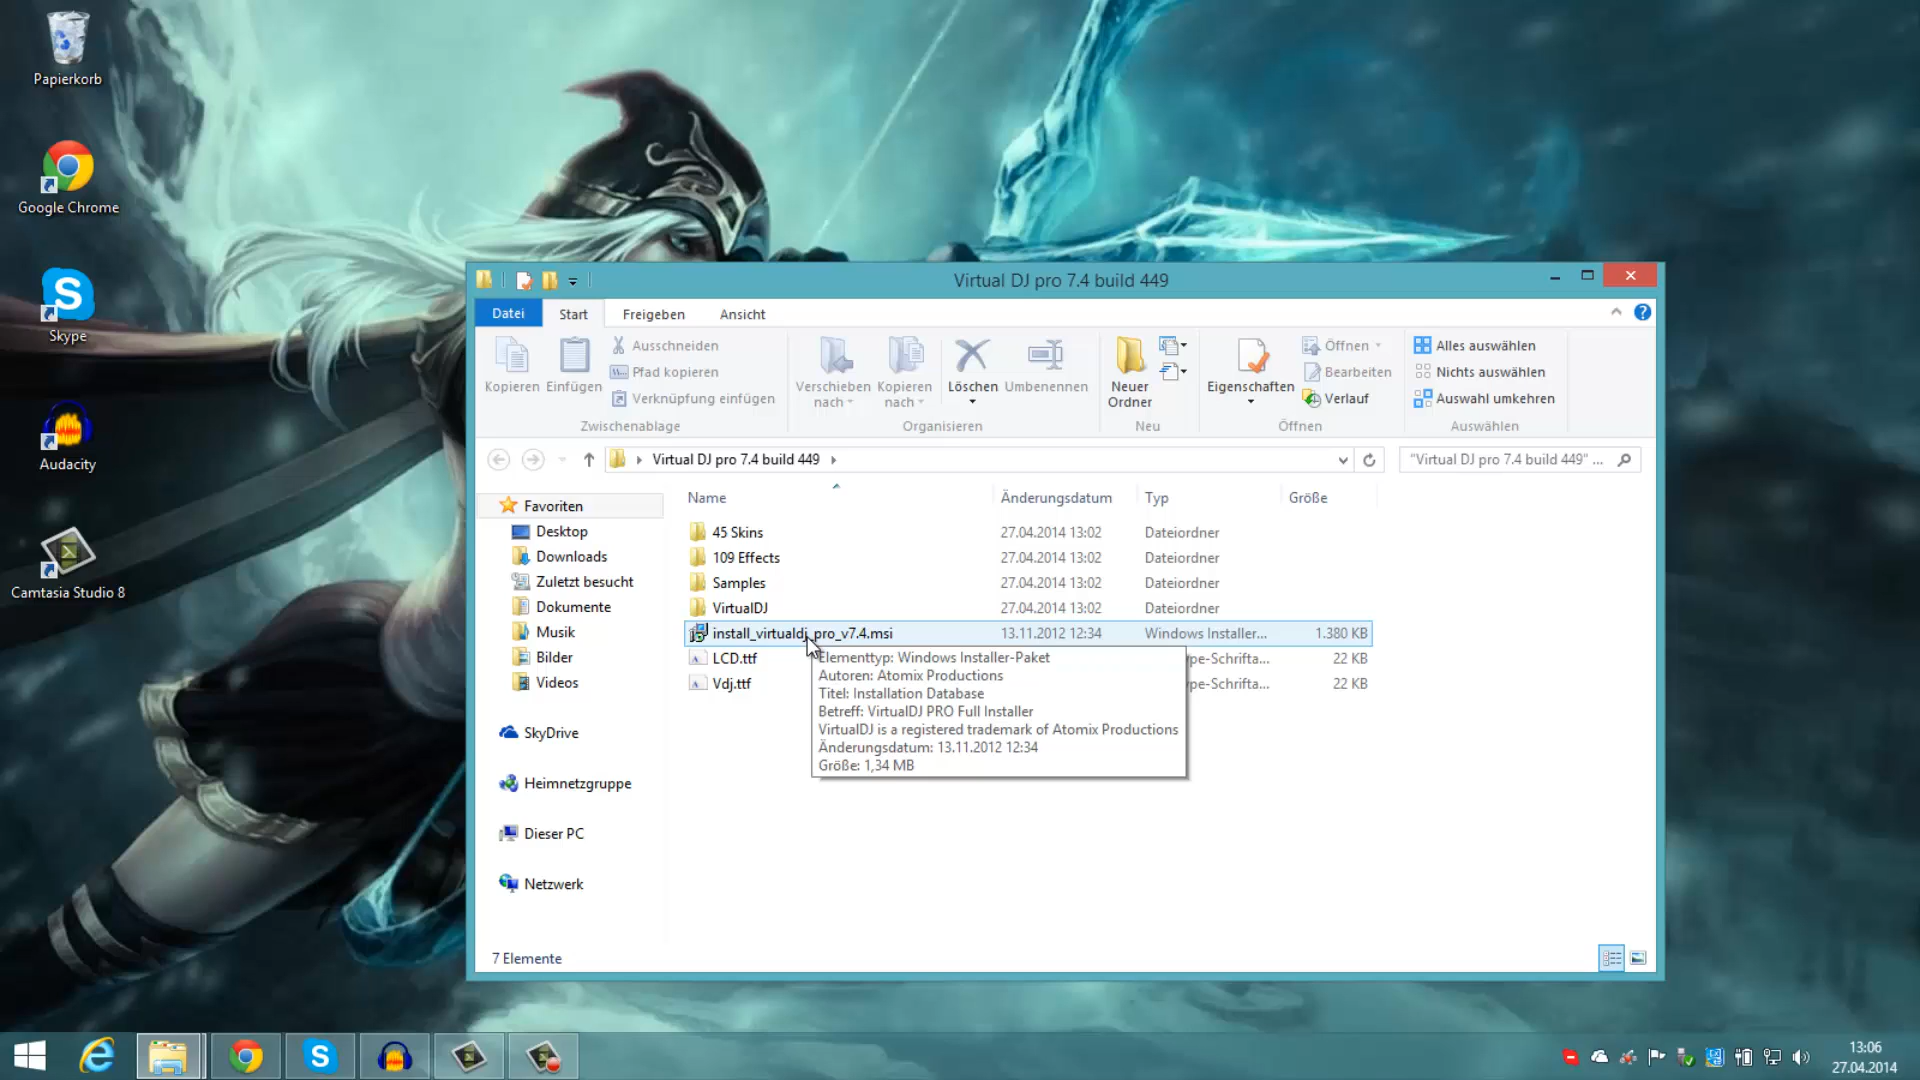 Papierkorb
Google Chrome
Skype
Audacity
Camtasia Studio 8
Virtual DJ pro 7.4 build 449
Datei Start Freigeben Ansicht
Kopieren
Einfügen
Ausschneiden
Pfad kopieren
Verknüpfung einfügen
Zwischenablage
Verschieben nach
Kopieren nach
Löschen
Umbenennen
Organisieren
Neuer Ordner
Neu
Eigenschaften
Öffnen
Bearbeiten
Verlauf
Öffnen
Alles auswählen
Nichts auswählen
Auswahl umkehren
Auswählen
Virtual DJ pro 7.4 build 449
"Virtual DJ pro 7.4 build 449" ...
Favoriten
Desktop
Downloads
Zuletzt besucht
Dokumente
Musik
Bilder
Videos
SkyDrive
Heimnetzgruppe
Dieser PC
Netzwerk
Name Änderungsdatum Typ Größe
45 Skins 27.04.2014 13:02 Dateiordner
109 Effects 27.04.2014 13:02 Dateiordner
Samples 27.04.2014 13:02 Dateiordner
VirtualDJ 27.04.2014 13:02 Dateiordner
install_virtualdj_pro_v7.4.msi 13.11.2012 12:34 Windows Installer... 1.380 KB
LCD.ttf pe-Schrifta... 22 KB
Vdj.ttf pe-Schrifta... 22 KB
Elementtyp: Windows Installer-Paket
Autoren: Atomix Productions
Titel: Installation Database
Betreff: VirtualDJ PRO Full Installer
VirtualDJ is a registered trademark of Atomix Productions
Änderungsdatum: 13.11.2012 12:34
Größe: 1,34 MB
7 Elemente
13:06
27.04.2014